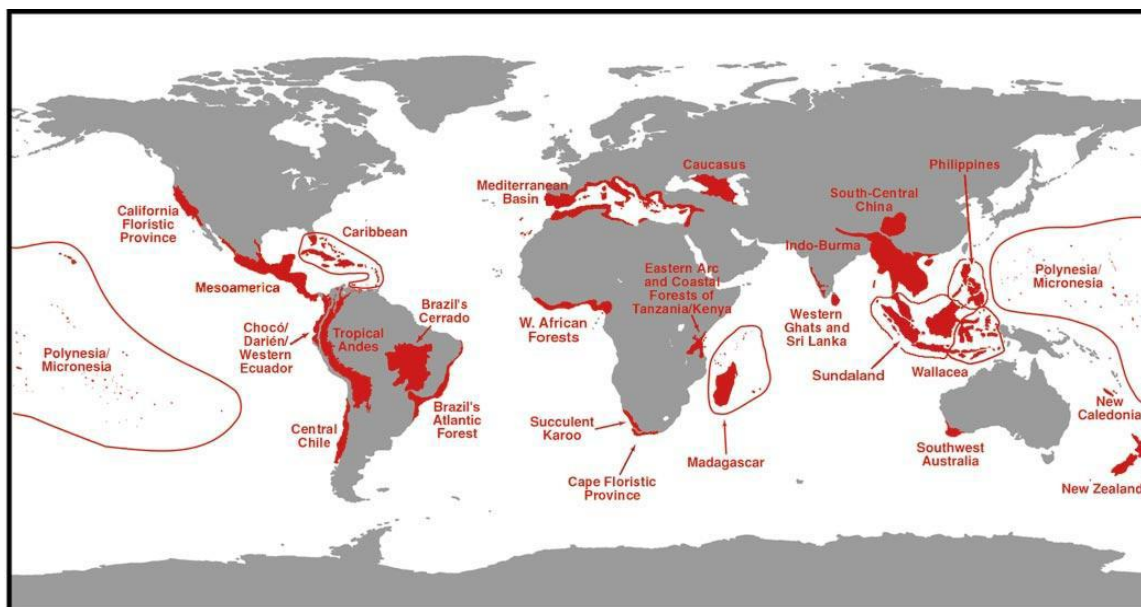 California
Floristic
Province
Mesoamerica
Caribbean
Polynesia/
Micronesia
Chocó/
Darién/
Western
Ecuador
Tropical
Andes
Brazil's
Cerrado
Central
Chile
Brazil's
Atlantic
Forest
Mediterranean
Basin
Caucasus
W. African
Forests
Eastern Arc
and Coastal
Forests of
Tanzania/Kenya
Succulent
Karoo
Cape Floristic
Province
Madagascar
Philippines
South-Central
China
Indo-Burma
Western
Ghats and
Sri Lanka
Sundaland
Wallacea
Polynesia/
Micronesia
New
Caledonia
Southwest
Australia
New Zealand